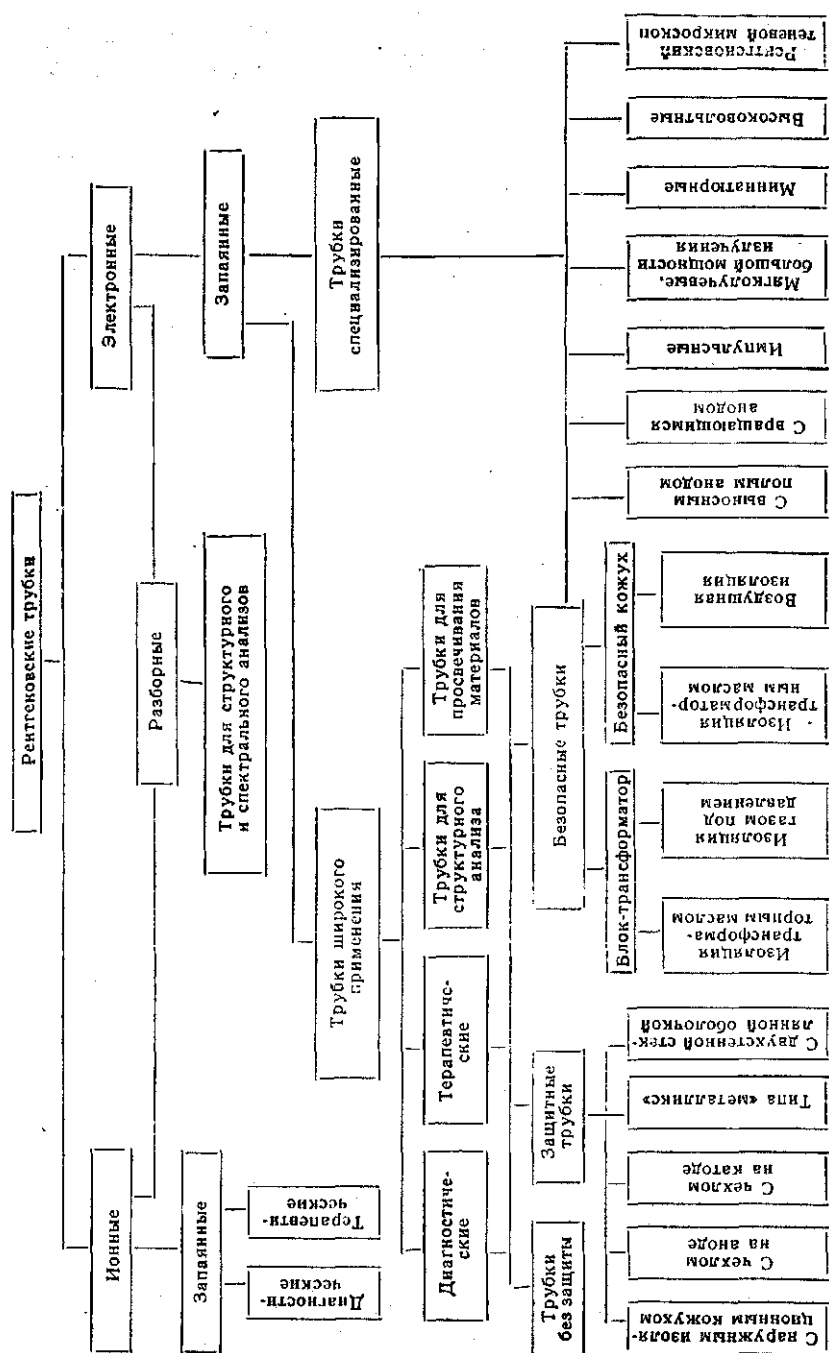 Рентгеновские трубки
Ионные
Электронные
Разборные
Запаянные
Запаянные
Диагности-
ческие
Терапевти-
ческие
Трубки для структурного
и спектрального анализов
Трубки широкого
применения
Трубки
специализированные
Диагностиче-
ские
Терапевтиче-
ские
Трубки для
структурного
анализа
Трубки для
просвечивания
материалов
Трубки
без защиты
Защитные
трубки
Безопасные трубки
Блок-трансформатор
Безопасный кожух
С наружным изоля-
ционным кожухом
С чехлом
на аноде
С чехлом
на катоде
Типа «металликс»
С двухстенной стек-
лянной оболочкой
Изоляция
трансформа-
торным маслом
Изоляция
газом под
давлением
Изоляция
трансформатор-
ным маслом
Воздушная
изоляция
С выносным
полым анодом
С вращающимся
анодом
Импульсные
Мягколучевые,
большой мощности
излучения
Миниатюрные
Высоковольтные
Рентгеновский
теневой микроскоп